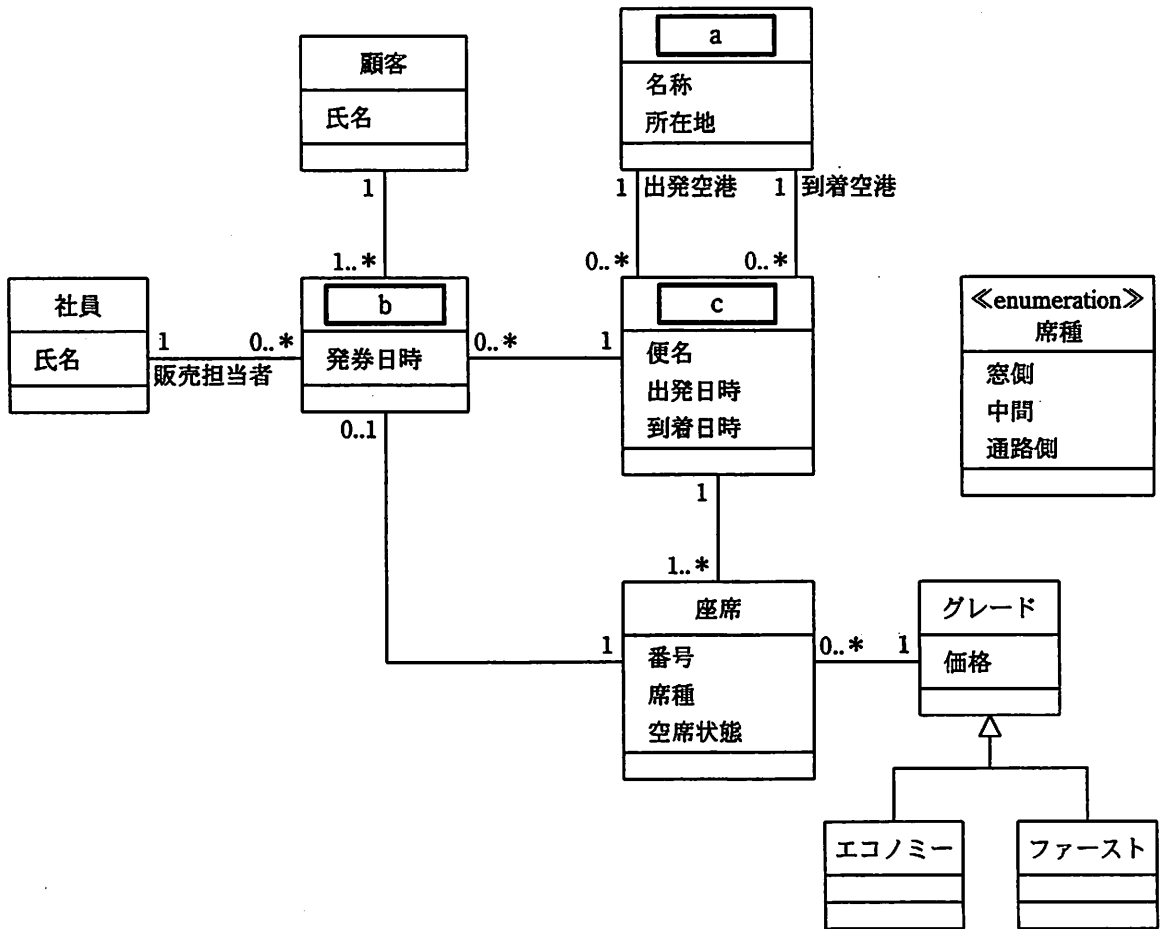 a
名称
所在地
顧客
氏名
1
1 出発空港
1 到着空港
1..*
0..*
0..*
社員
氏名
1
0..*
販売担当者
b
発券日時
0..*
1
c
便名
出発日時
到着日時
≪enumeration≫
席種
窓側
中間
通路側
0..1
1
1..*
1
座席
番号
席種
空席状態
0..*
1
グレード
価格
エコノミー
ファースト